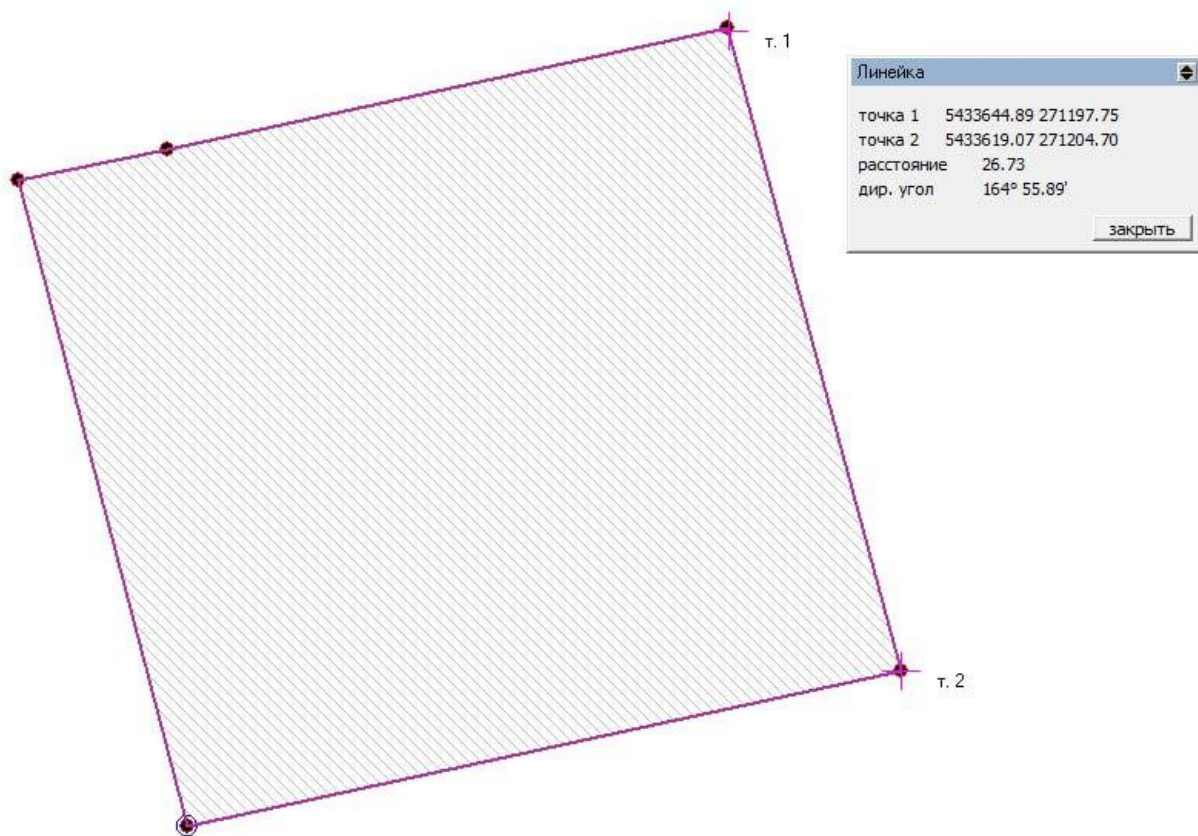 т. 1
Линейка
точка 1 5433644.89 271197.75
точка 2 5433619.07 271204.70
расстояние 26.73
дир. угол 164° 55.89'
закрыть
т. 2